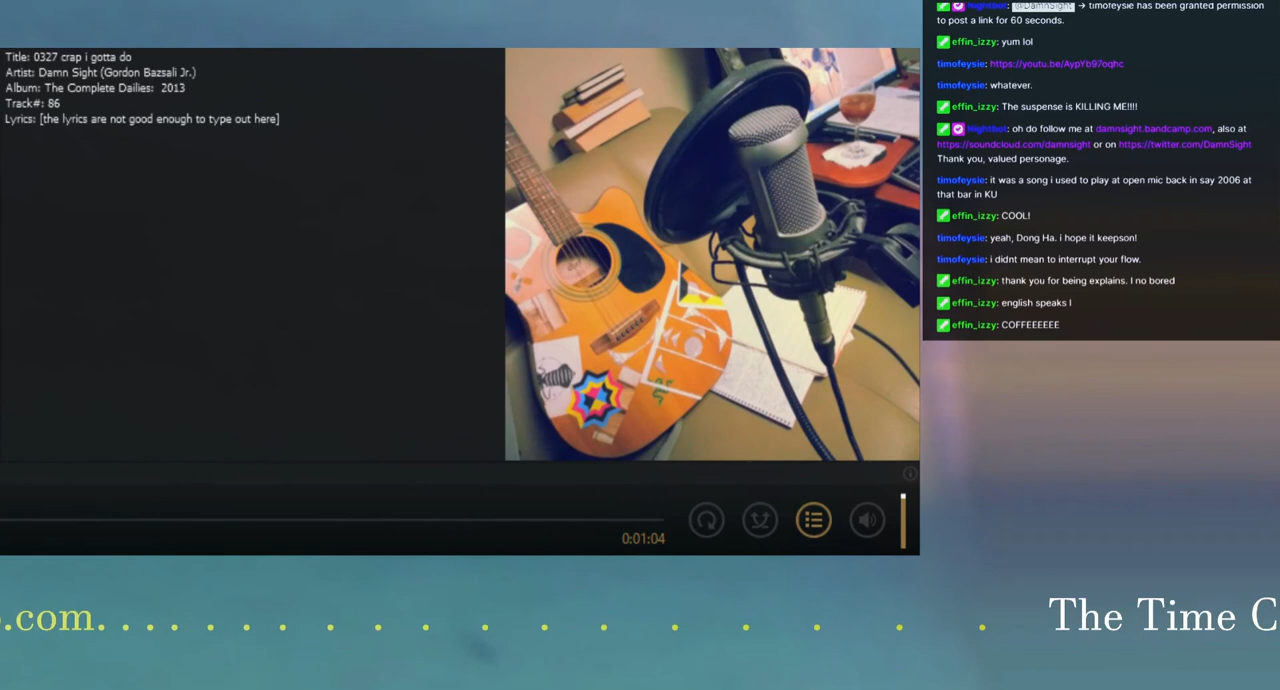 Title: 0327 crap i gotta do
Artist: Damn Sight (Gordon Bazsali Jr.)
Album: The Complete Dailies:  2013
Track#: 86
Lyrics: [the lyrics are not good enough to type out here]
0:01:04
Nightbot: @DamnSight -> timofeysie has been granted permission
to post a link for 60 seconds.
effin_izzy: yum lol
timofeysie: https://youtu.be/AypYb97oqhc
timofeysie: whatever.
effin_izzy: The suspense is KILLING ME!!!!
Nightbot: oh do follow me at damnsight.bandcamp.com, also at
https://soundcloud.com/damnsight or on https://twitter.com/DamnSight
Thank you, valued personage.
timofeysie: it was a song i used to play at open mic back in say 2006 at
that bar in KU
effin_izzy: COOL!
timofeysie: yeah, Dong Ha. i hope it keepson!
timofeysie: i didnt mean to interrupt your flow.
effin_izzy: thank you for being explains. I no bored
effin_izzy: english speaks I
effin_izzy: COFFEEEEEE
.com. . . . . . . . . . . . . . . . . . The Time C